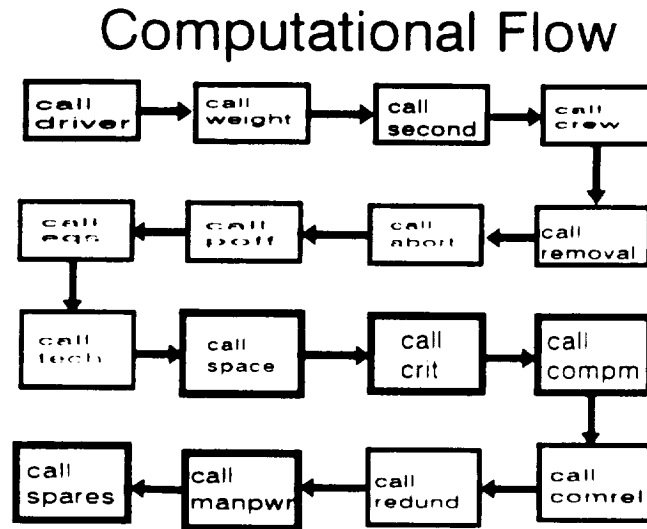 Computational Flow
call
driver
call
weight
call
second
call
crew
call
removal
call
abort
call
poff
call
eqs
call
tech
call
space
call
crit
call
compm
call
comrel
call
redund
call
manpwr
call
spares